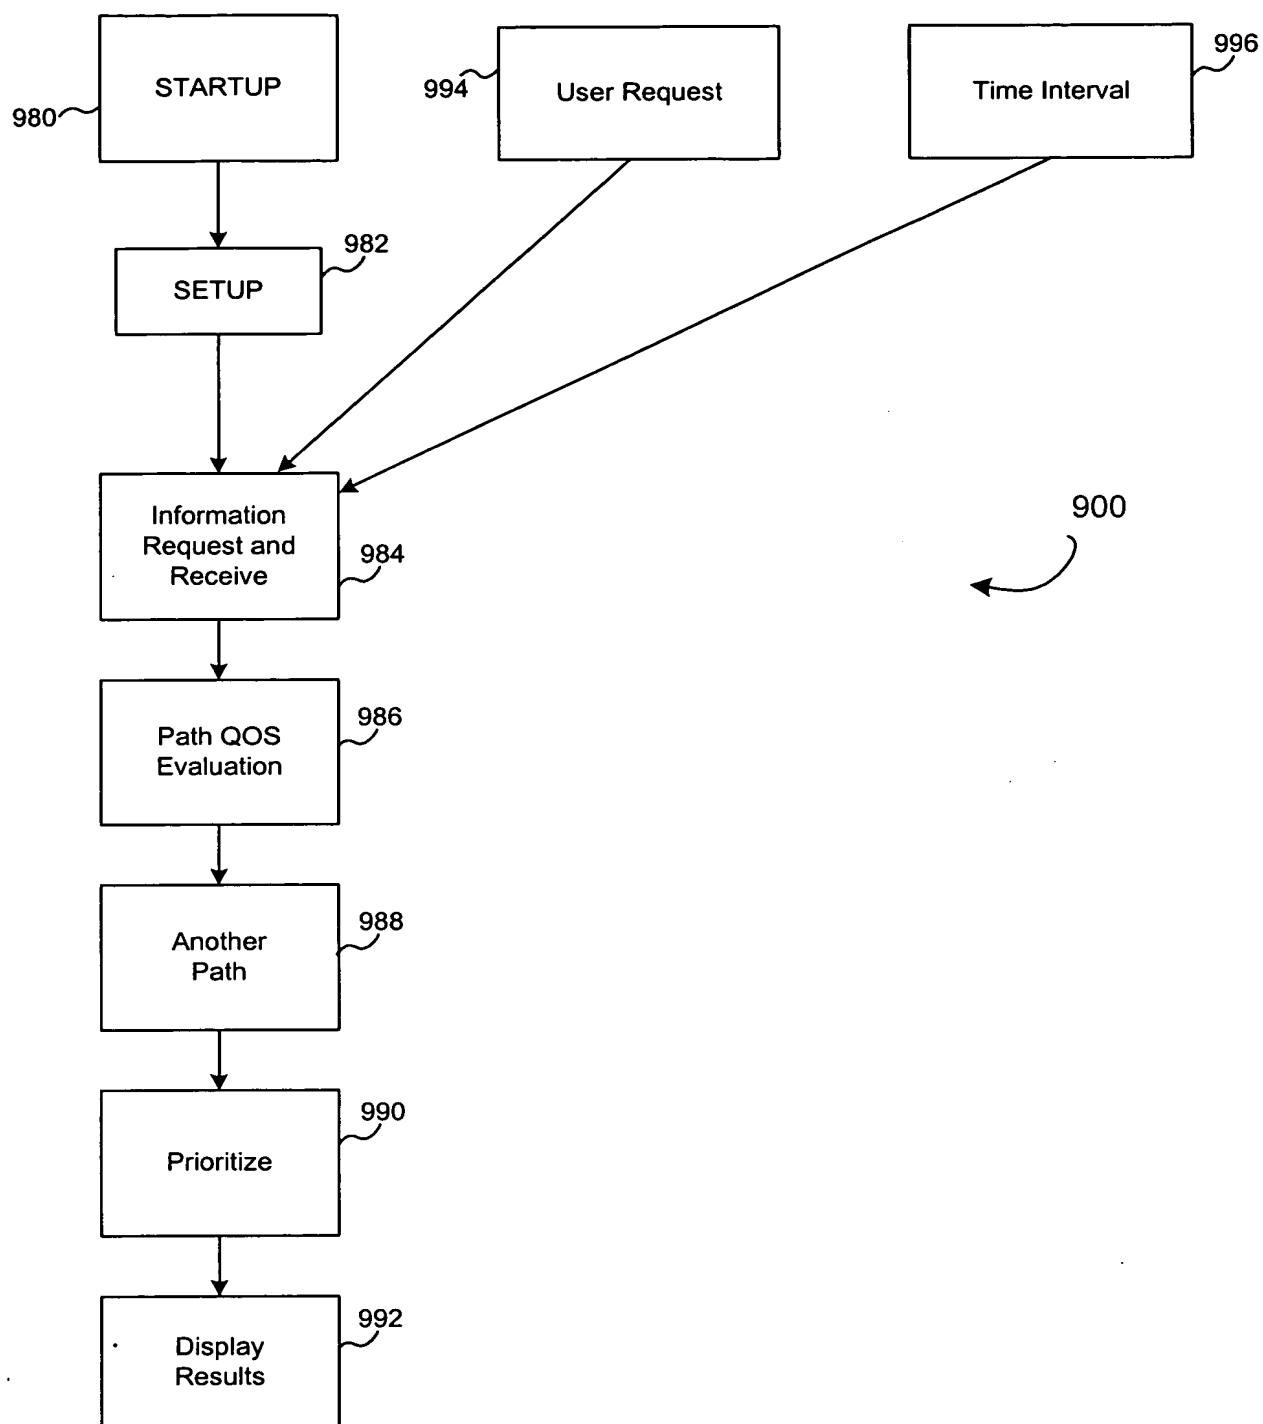 STARTUP
980
994
User Request
Time Interval
996
982
SETUP
Information
Request and
Receive
984
900
Path QOS
Evaluation
986
988
Another
Path
990
Prioritize
992
Display
Results